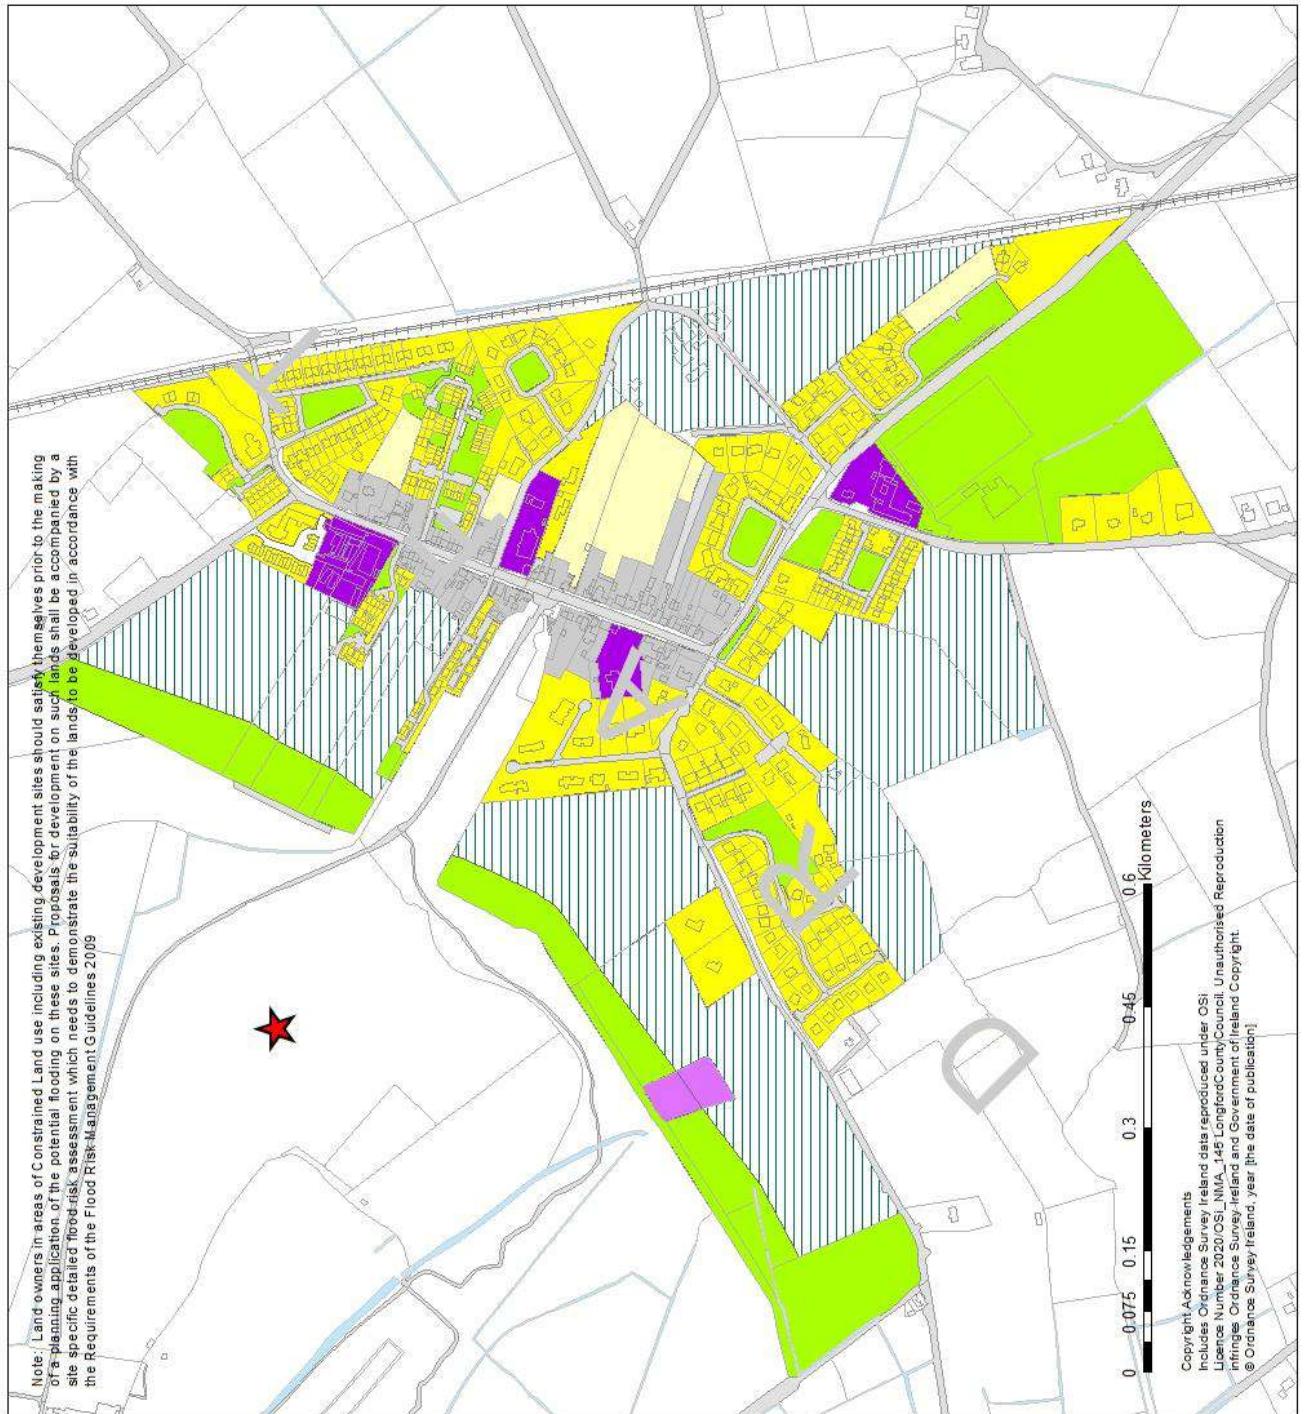 Note: Land owners in areas of Constrained Land use including existing development sites should satisfy themselves prior to the making
of a planning application of the potential flooding on these sites. Proposals for development on such lands shall be accompanied by a
site specific detailed flood risk assessment which needs to demonstrate the suitability of the lands to be developed in accordance with
the Requirements of the Flood Risk Management Guidelines 2009
DRAFT
0 0.075 0.15 0.3 0.45 0.6
Kilometers
Copyright Acknowledgements
Includes Ordnance Survey Ireland data reproduced under OSi
Licence Number 2020/OSi_NMA_145 Longford County Council. Unauthorised Reproduction
infringes Ordnance Survey Ireland and Government of Ireland Copyright.
© Ordnance Survey Ireland, year [the date of publication]